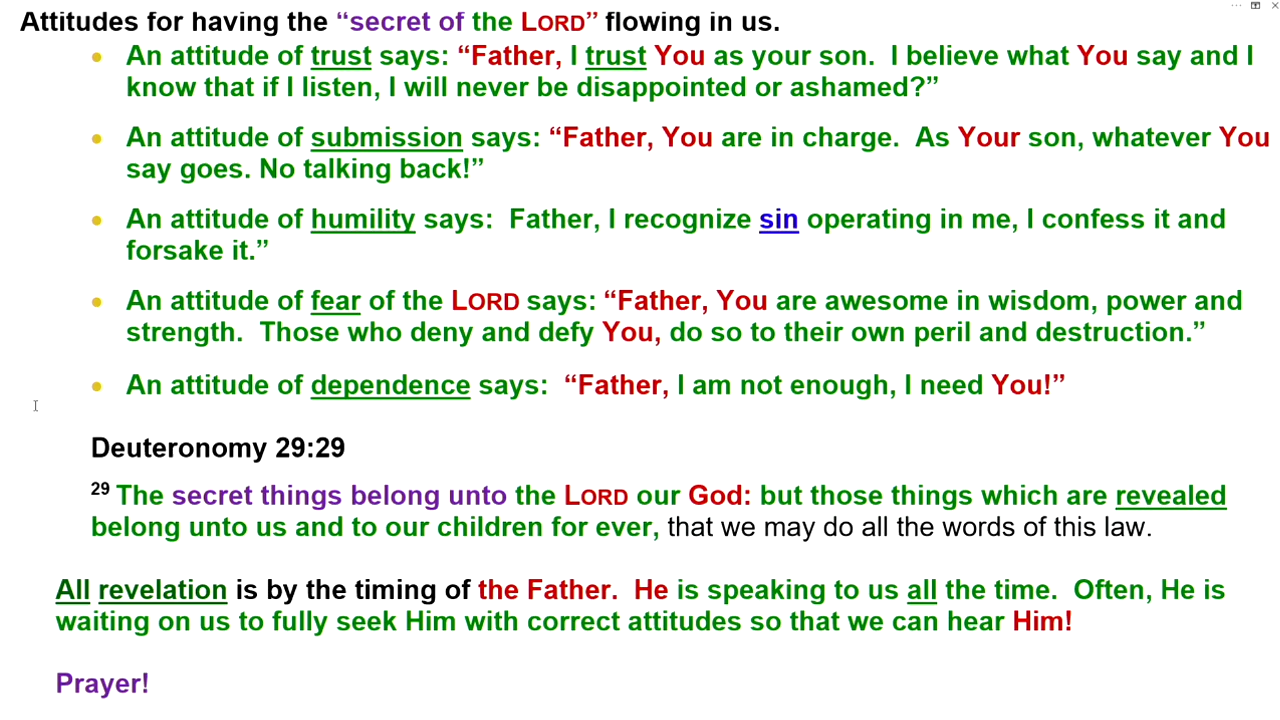 Attitudes for having the “secret of the LORD” flowing in us.
• An attitude of trust says: “Father, I trust You as your son.  I believe what You say and I
know that if I listen, I will never be disappointed or ashamed?”
• An attitude of submission says: “Father, You are in charge.  As Your son, whatever You
say goes. No talking back!”
• An attitude of humility says:  Father, I recognize sin operating in me, I confess it and
forsake it.”
• An attitude of fear of the LORD says: “Father, You are awesome in wisdom, power and
strength.  Those who deny and defy You, do so to their own peril and destruction.”
• An attitude of dependence says:  “Father, I am not enough, I need You!”
Deuteronomy 29:29
29 The secret things belong unto the LORD our God: but those things which are revealed
belong unto us and to our children for ever, that we may do all the words of this law.
All revelation is by the timing of the Father.  He is speaking to us all the time.  Often, He is
waiting on us to fully seek Him with correct attitudes so that we can hear Him!
Prayer!